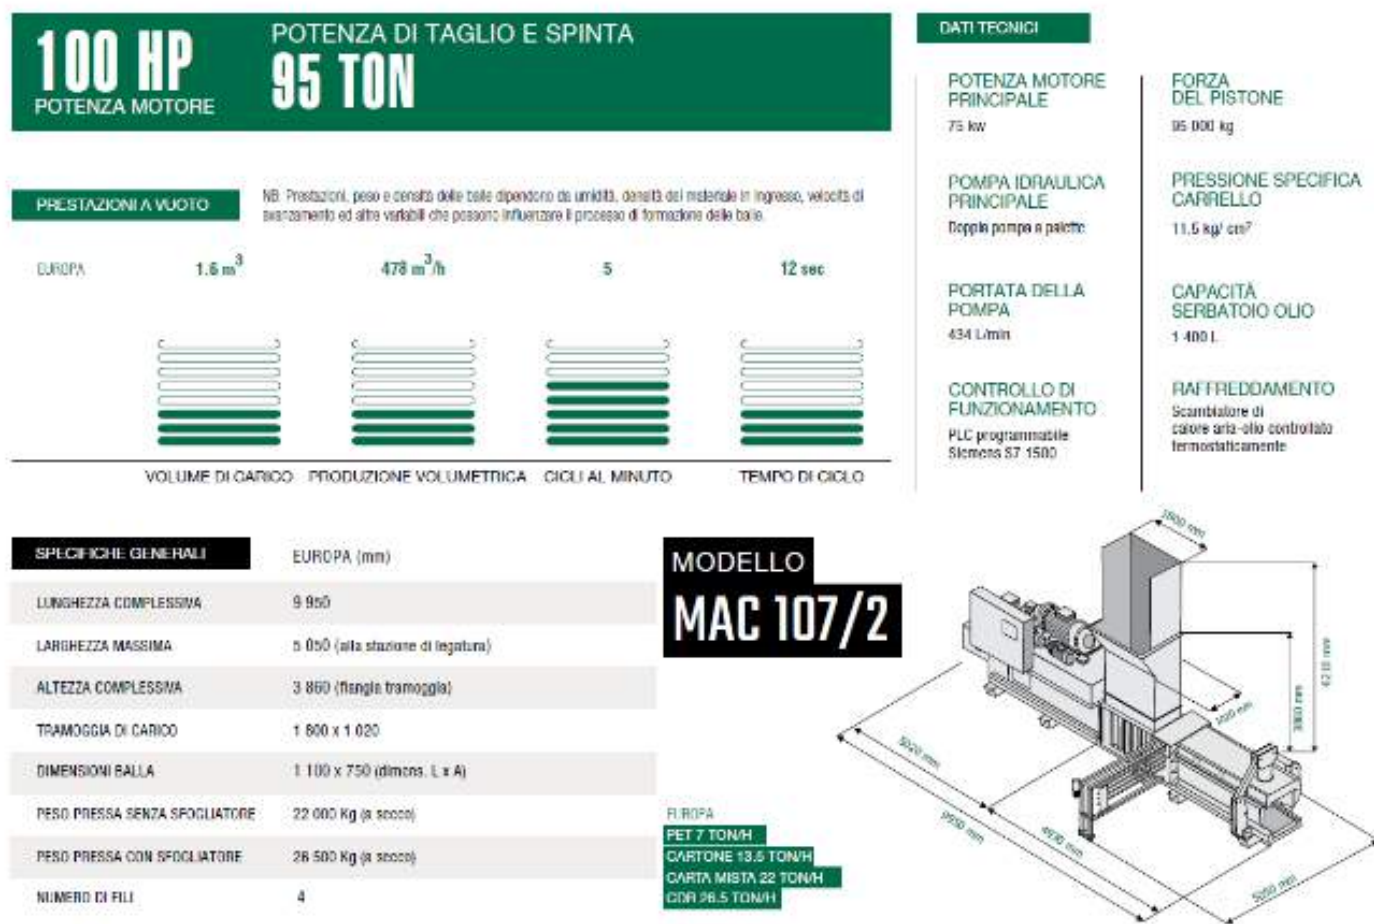 100 HP
POTENZA MOTORE
POTENZA DI TAGLIO E SPINTA
95 TON
PRESTAZIONI A VUOTO
NB. Prestazioni, peso e densità delle balle dipendono da umidità, densità del materiale in ingresso, velocità di
avanzamento ed altre variabili che possono influenzare il processo di formazione delle balle.
EUROPA
1.6 m³
478 m³/h
5
12 sec
VOLUME DI CARICO
PRODUZIONE VOLUMETRICA
CICLI AL MINUTO
TEMPO DI CICLO
DATI TECNICI
POTENZA MOTORE
PRINCIPALE
75 kw
POMPA IDRAULICA
PRINCIPALE
Doppia pompa a palette
PORTATA DELLA
POMPA
434 L/min
CONTROLLO DI
FUNZIONAMENTO
PLC programmabile
Siemens S7 1500
FORZA
DEL PISTONE
95 000 kg
PRESSIONE SPECIFICA
CARRELLO
11,5 kg/ cm²
CAPACITÀ
SERBATOIO OLIO
1 400 L
RAFFREDDAMENTO
Scambiatore di
calore aria-olio controllato
termostaticamente
SPECIFICHE GENERALI
EUROPA (mm)
LUNGHEZZA COMPLESSIVA 9 950
LARGHEZZA MASSIMA 5 050 (alla stazione di legatura)
ALTEZZA COMPLESSIVA 3 860 (flangia tramoggia)
TRAMOGGIA DI CARICO 1 800 x 1 020
DIMENSIONI BALLA 1 100 x 750 (dimens. L x A)
PESO PRESSA SENZA SFOGLIATORE 22 000 Kg (a secco)
PESO PRESSA CON SFOGLIATORE 26 500 Kg (a secco)
NUMERO DI FILI 4
MODELLO
MAC 107/2
EUROPA
PET 7 TON/H
CARTONE 13.5 TON/H
CARTA MISTA 22 TON/H
CDR 26.5 TON/H
6210 mm
5020 mm
4930 mm
9950 mm